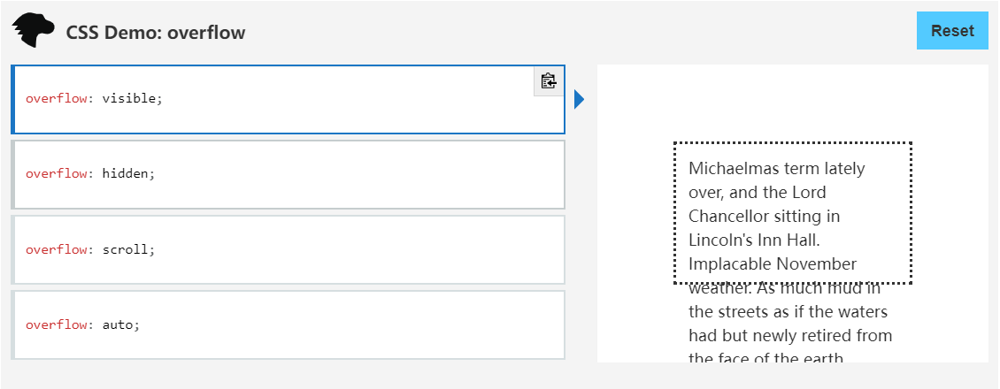 CSS Demo: overflow
Reset
overflow: visible;
overflow: hidden;
overflow: scroll;
overflow: auto;
Michaelmas term lately
over, and the Lord
Chancellor sitting in
Lincoln's Inn Hall.
Implacable November
weather. As much mud in
the streets as if the waters
had but newly retired from
the face of the earth